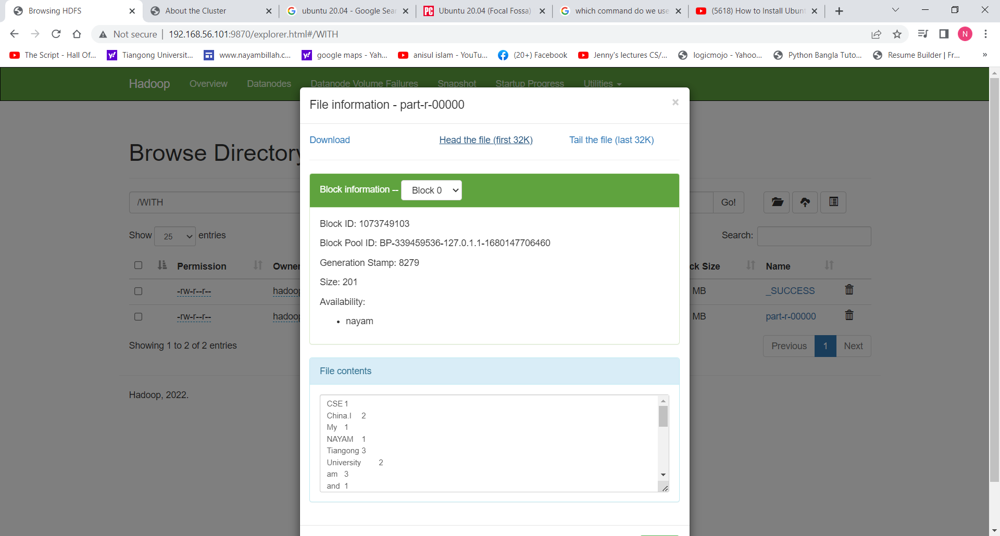 Browsing HDFS
About the Cluster
ubuntu 20.04 - Google Sear
Ubuntu 20.04 (Focal Fossa)
which command do we use
(5618) How to Install Ubunt
Not secure 192.168.56.101:9870/explorer.html#/WITH
N
The Script - Hall Of...
Tiangong Universit...
www.nayambillah.c...
google maps - Yah...
anisul islam - YouTu...
(20+) Facebook
Jenny's lectures CS/...
logicmojo - Yahoo...
Python Bangla Tuto...
Resume Builder | Fr...
»
Hadoop Overview Datanodes Datanode Volume Failures Snapshot Startup Progress Utilities
File information - part-r-00000
×
Download Head the file (first 32K) Tail the file (last 32K)
Browse Directory
Block information -- Block 0
/WITH
Go!
Block ID: 1073749103
Show 25 entries
Search:
Block Pool ID: BP-339459536-127.0.1.1-1680147706460
Generation Stamp: 8279
Permission Owner ck Size Name
Size: 201
-rw-r--r-- hadoop MB _SUCCESS
Availability:
-rw-r--r-- hadoop MB part-r-00000
• nayam
Showing 1 to 2 of 2 entries
Previous 1 Next
File contents
Hadoop, 2022.
CSE 1
China.I 2
My 1
NAYAM 1
Tiangong 3
University 2
am 3
and 1